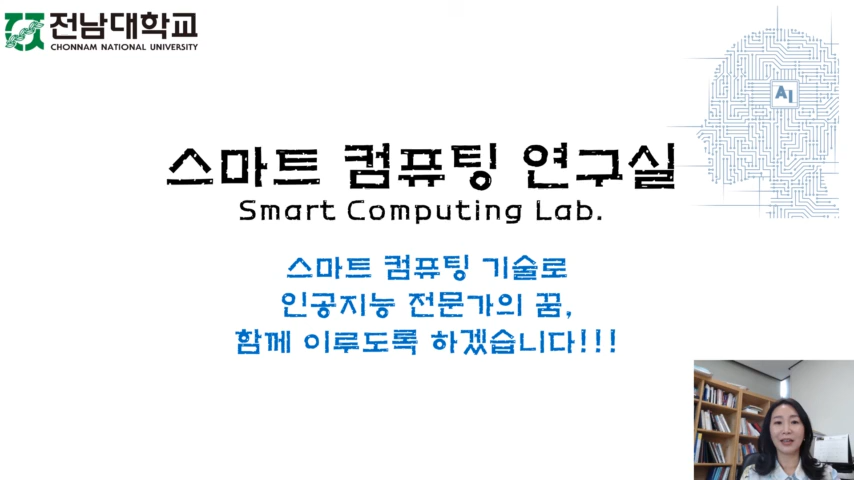 전남대학교
CHONNAM NATIONAL UNIVERSITY
AI
스마트 컴퓨팅 연구실
Smart Computing Lab.
스마트 컴퓨팅 기술로
인공지능 전문가의 꿈,
함께 이루도록 하겠습니다!!!